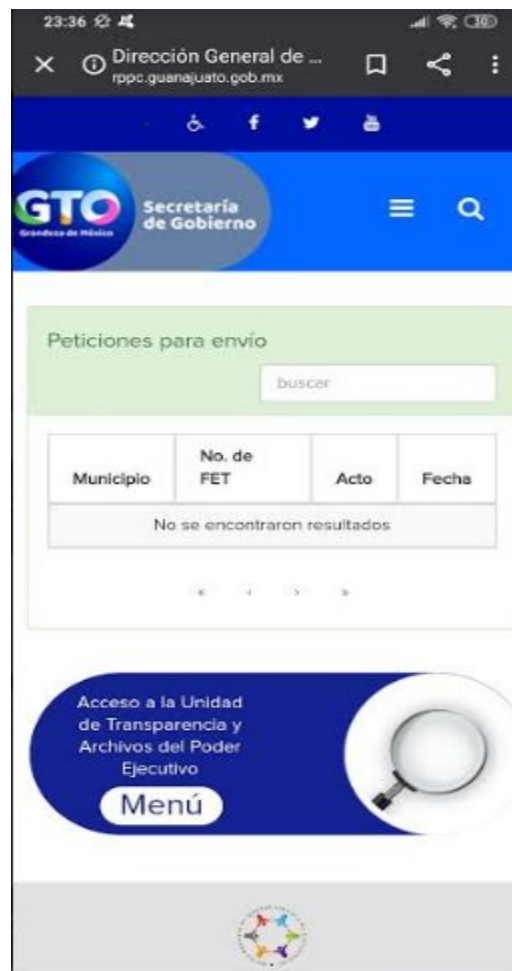 23:36
30
Dirección General de ...
rppc.guanajuato.gob.mx
GTO
Grandeza de México
Secretaría
de Gobierno
Peticiones para envío
buscar
Municipio
No. de
FET
Acto
Fecha
No se encontraron resultados
« ‹ › »
Acceso a la Unidad
de Transparencia y
Archivos del Poder
Ejecutivo
Menú